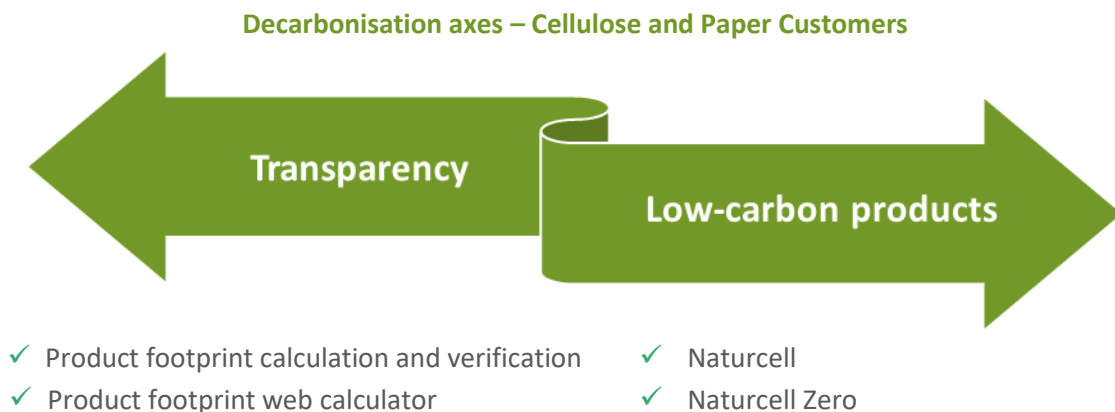 Decarbonisation axes – Cellulose and Paper Customers
Transparency
Low-carbon products
✓ Product footprint calculation and verification
✓ Product footprint web calculator
✓ Naturcell
✓ Naturcell Zero